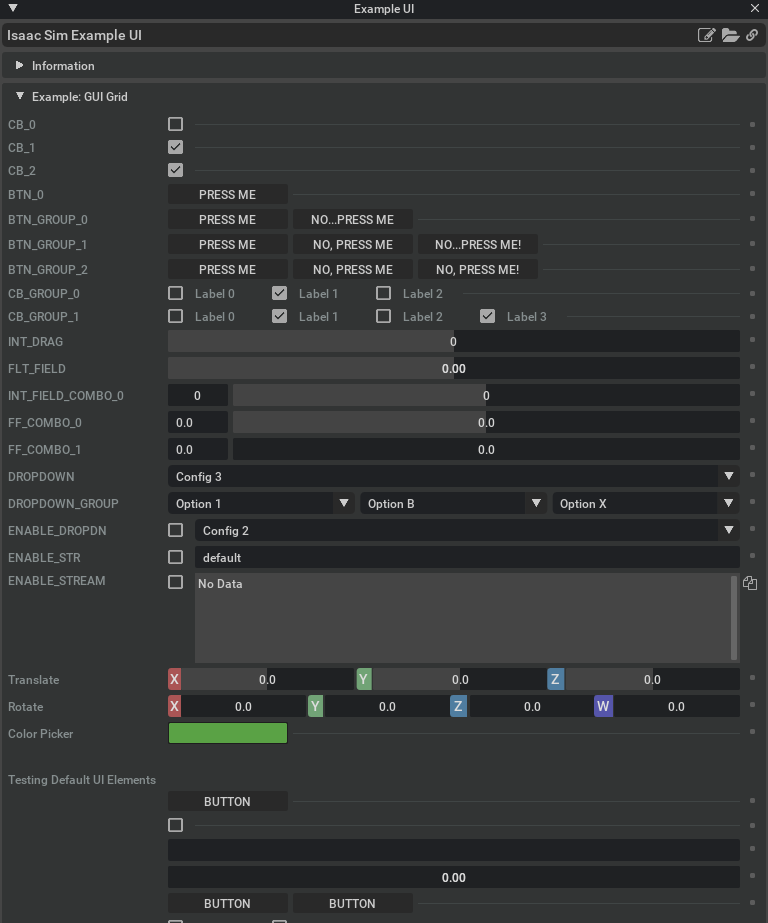 Example UI
Isaac Sim Example UI
Information
Example: GUI Grid
CB_0
CB_1
CB_2
BTN_0 PRESS ME
BTN_GROUP_0 PRESS ME NO...PRESS ME
BTN_GROUP_1 PRESS ME NO, PRESS ME NO...PRESS ME!
BTN_GROUP_2 PRESS ME NO, PRESS ME NO, PRESS ME!
CB_GROUP_0 Label 0 Label 1 Label 2
CB_GROUP_1 Label 0 Label 1 Label 2 Label 3
INT_DRAG 0
FLT_FIELD 0.00
INT_FIELD_COMBO_0 0 0
FF_COMBO_0 0.0 0.0
FF_COMBO_1 0.0 0.0
DROPDOWN Config 3
DROPDOWN_GROUP Option 1 Option B Option X
ENABLE_DROPDN Config 2
ENABLE_STR default
ENABLE_STREAM No Data
Translate X 0.0 Y 0.0 Z 0.0
Rotate X 0.0 Y 0.0 Z 0.0 W 0.0
Color Picker
Testing Default UI Elements
BUTTON
0.00
BUTTON BUTTON